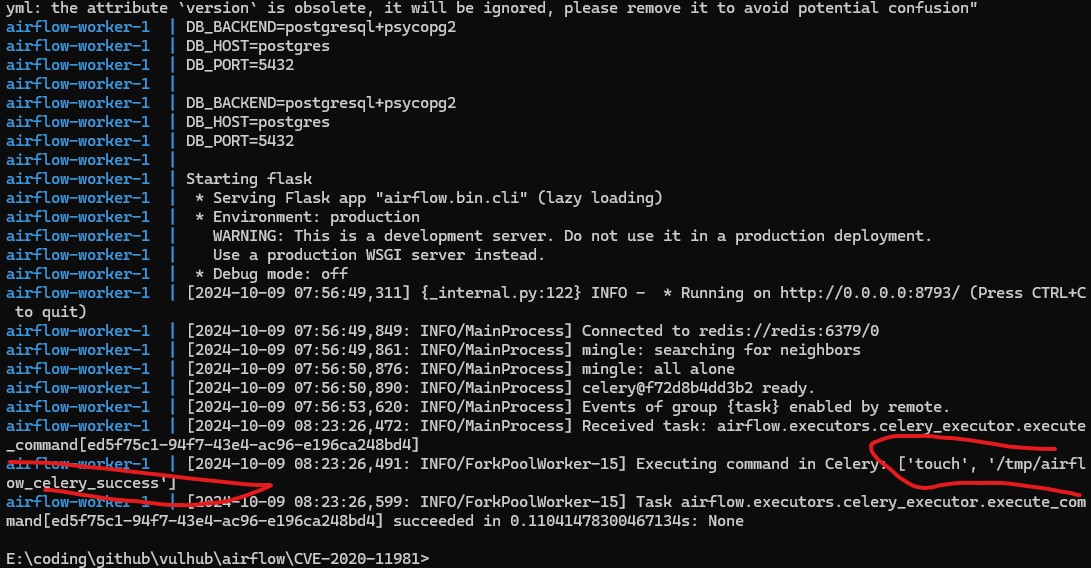 yml: the attribute `version` is obsolete, it will be ignored, please remove it to avoid potential confusion"
airflow-worker-1  | DB_BACKEND=postgresql+psycopg2
airflow-worker-1  | DB_HOST=postgres
airflow-worker-1  | DB_PORT=5432
airflow-worker-1  |
airflow-worker-1  | DB_BACKEND=postgresql+psycopg2
airflow-worker-1  | DB_HOST=postgres
airflow-worker-1  | DB_PORT=5432
airflow-worker-1  |
airflow-worker-1  | Starting flask
airflow-worker-1  |  * Serving Flask app "airflow.bin.cli" (lazy loading)
airflow-worker-1  |  * Environment: production
airflow-worker-1  |    WARNING: This is a development server. Do not use it in a production deployment.
airflow-worker-1  |    Use a production WSGI server instead.
airflow-worker-1  |  * Debug mode: off
airflow-worker-1  | [2024-10-09 07:56:49,311] {_internal.py:122} INFO -  * Running on http://0.0.0.0:8793/ (Press CTRL+C
 to quit)
airflow-worker-1  | [2024-10-09 07:56:49,849: INFO/MainProcess] Connected to redis://redis:6379/0
airflow-worker-1  | [2024-10-09 07:56:49,861: INFO/MainProcess] mingle: searching for neighbors
airflow-worker-1  | [2024-10-09 07:56:50,876: INFO/MainProcess] mingle: all alone
airflow-worker-1  | [2024-10-09 07:56:50,890: INFO/MainProcess] celery@f72d8b4dd3b2 ready.
airflow-worker-1  | [2024-10-09 07:56:53,620: INFO/MainProcess] Events of group {task} enabled by remote.
airflow-worker-1  | [2024-10-09 08:23:26,472: INFO/MainProcess] Received task: airflow.executors.celery_executor.execute
_command[ed5f75c1-94f7-43e4-ac96-e196ca248bd4]
airflow-worker-1  | [2024-10-09 08:23:26,491: INFO/ForkPoolWorker-15] Executing command in Celery: ['touch', '/tmp/airfl
ow_celery_success']
airflow-worker-1  | [2024-10-09 08:23:26,599: INFO/ForkPoolWorker-15] Task airflow.executors.celery_executor.execute_com
mand[ed5f75c1-94f7-43e4-ac96-e196ca248bd4] succeeded in 0.11041478300467134s: None
E:\coding\github\vulhub\airflow\CVE-2020-11981>